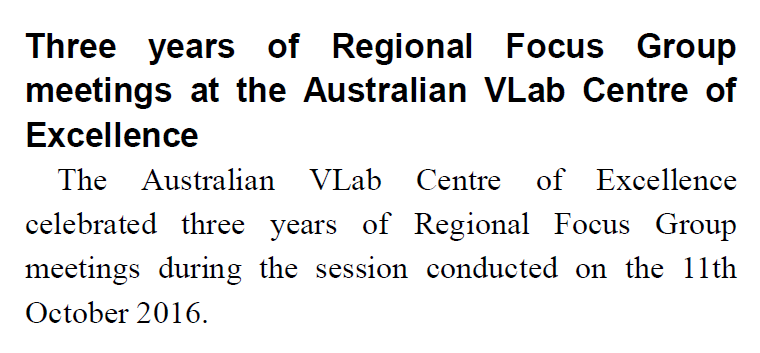 Three years of Regional Focus Group
meetings at the Australian VLab Centre of
Excellence
The Australian VLab Centre of Excellence
celebrated three years of Regional Focus Group
meetings during the session conducted on the 11th
October 2016.